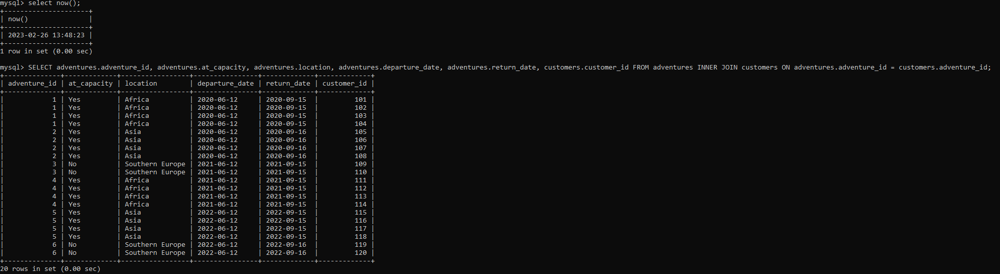 mysql> select now();
+---------------------+
| now()               |
+---------------------+
| 2023-02-26 13:48:23 |
+---------------------+
1 row in set (0.00 sec)

mysql> SELECT adventures.adventure_id, adventures.at_capacity, adventures.location, adventures.departure_date, adventures.return_date, customers.customer_id FROM adventures INNER JOIN customers ON adventures.adventure_id = customers.adventure_id;
+--------------+-------------+-----------------+----------------+-------------+-------------+
| adventure_id | at_capacity | location        | departure_date | return_date | customer_id |
+--------------+-------------+-----------------+----------------+-------------+-------------+
|            1 | Yes         | Africa          | 2020-06-12     | 2020-09-15  |         101 |
|            1 | Yes         | Africa          | 2020-06-12     | 2020-09-15  |         102 |
|            1 | Yes         | Africa          | 2020-06-12     | 2020-09-15  |         103 |
|            1 | Yes         | Africa          | 2020-06-12     | 2020-09-15  |         104 |
|            2 | Yes         | Asia            | 2020-06-12     | 2020-09-16  |         105 |
|            2 | Yes         | Asia            | 2020-06-12     | 2020-09-16  |         106 |
|            2 | Yes         | Asia            | 2020-06-12     | 2020-09-16  |         107 |
|            2 | Yes         | Asia            | 2020-06-12     | 2020-09-16  |         108 |
|            3 | No          | Southern Europe | 2021-06-12     | 2021-09-15  |         109 |
|            3 | No          | Southern Europe | 2021-06-12     | 2021-09-15  |         110 |
|            4 | Yes         | Africa          | 2021-06-12     | 2021-09-15  |         111 |
|            4 | Yes         | Africa          | 2021-06-12     | 2021-09-15  |         112 |
|            4 | Yes         | Africa          | 2021-06-12     | 2021-09-15  |         113 |
|            4 | Yes         | Africa          | 2021-06-12     | 2021-09-15  |         114 |
|            5 | Yes         | Asia            | 2022-06-12     | 2022-09-15  |         115 |
|            5 | Yes         | Asia            | 2022-06-12     | 2022-09-15  |         116 |
|            5 | Yes         | Asia            | 2022-06-12     | 2022-09-15  |         117 |
|            5 | Yes         | Asia            | 2022-06-12     | 2022-09-15  |         118 |
|            6 | No          | Southern Europe | 2022-06-12     | 2022-09-16  |         119 |
|            6 | No          | Southern Europe | 2022-06-12     | 2022-09-16  |         120 |
+--------------+-------------+-----------------+----------------+-------------+-------------+
20 rows in set (0.00 sec)